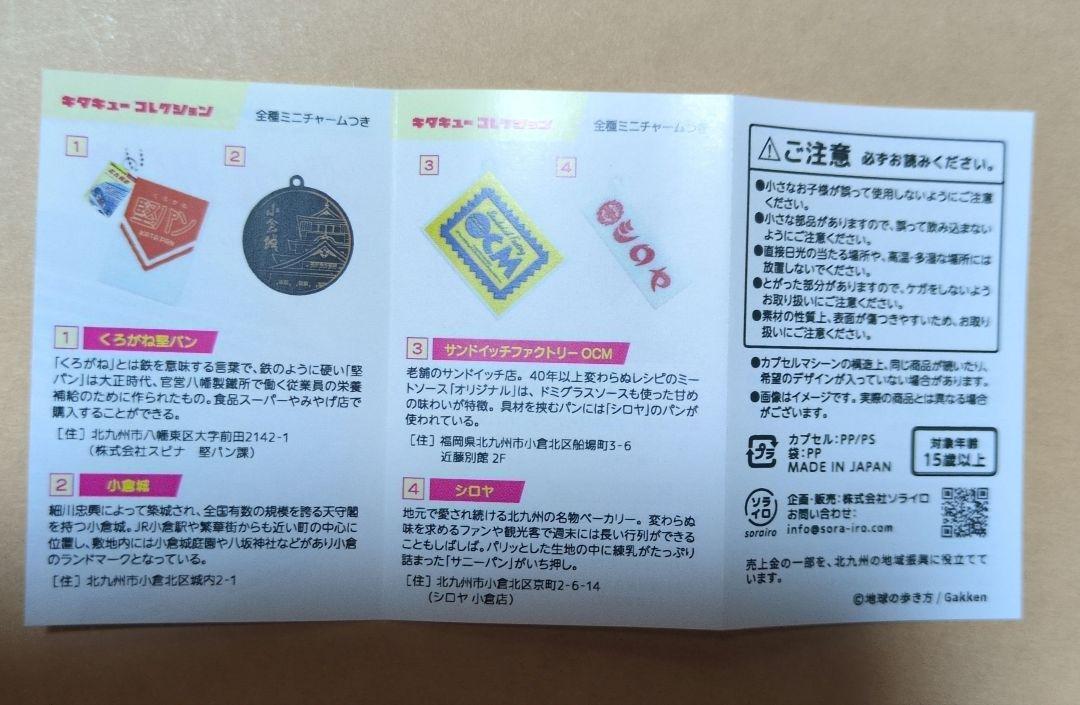 キタキュー コレクション
全種ミニチャームつき
1
2
くろがね
堅パン
KATAPAN
小倉城
1 くろがね堅パン
「くろがね」とは鉄を意味する言葉で、鉄のように硬い「堅
パン」は大正時代、官営八幡製鐵所で働く従業員の栄養
補給のために作られたもの。食品スーパーやみやげ店で
購入することができる。
［住］北九州市八幡東区大字前田2142-1
（株式会社スピナ 堅パン課）
2 小倉城
細川忠興によって築城され、全国有数の規模を誇る天守閣
を持つ小倉城。JR小倉駅や繁華街からも近い町の中心に
位置し、敷地内には小倉城庭園や八坂神社などがあり小倉
のランドマークとなっている。
［住］北九州市小倉北区城内2-1
キタキュー コレクション
全種ミニチャームつき
3
4
OCM
シロヤ
3 サンドイッチファクトリーOCM
老舗のサンドイッチ店。40年以上変わらぬレシピのミー
トソース「オリジナル」は、ドミグラスソースも使った甘め
の味わいが特徴。具材を挟むパンには「シロヤ」のパンが
使われている。
［住］福岡県北九州市小倉北区船場町3-6
近藤別館 2F
4 シロヤ
地元で愛され続ける北九州の名物ベーカリー。変わらぬ
味を求めるファンや観光客で週末には長い行列ができる
こともしばしば。パリッとした生地の中に練乳がたっぷり
詰まった「サニーパン」がいち押し。
［住］北九州市小倉北区京町2-6-14
（シロヤ 小倉店）
ご注意 必ずお読みください。
●小さなお子様が誤って使用しないようにご注意
ください。
●小さな部品がありますので、誤って飲み込まない
ようにご注意ください。
●直接日光の当たる場所や、高温・多湿な場所には
放置しないでください。
●とがった部分がありますので、ケガをしないよう
お取り扱いにご注意ください。
●素材の性質上、表面が傷つきやすいため、お取り
扱いにご注意ください。
●カプセルマシーンの構造上、同じ商品が続いたり、
希望のデザインが入っていない場合があります。
●画像はイメージです。実際の商品とは異なる場合
がございます。
プラ
カプセル:PP/PS
袋:PP
MADE IN JAPAN
対象年齢
15歳以上
ソライロ
sorairo
企画・販売:株式会社ソライロ
お問い合わせ:
info@sora-iro.com
売上金の一部を、北九州の地域振興に役立てて
います。
©地球の歩き方 / Gakken